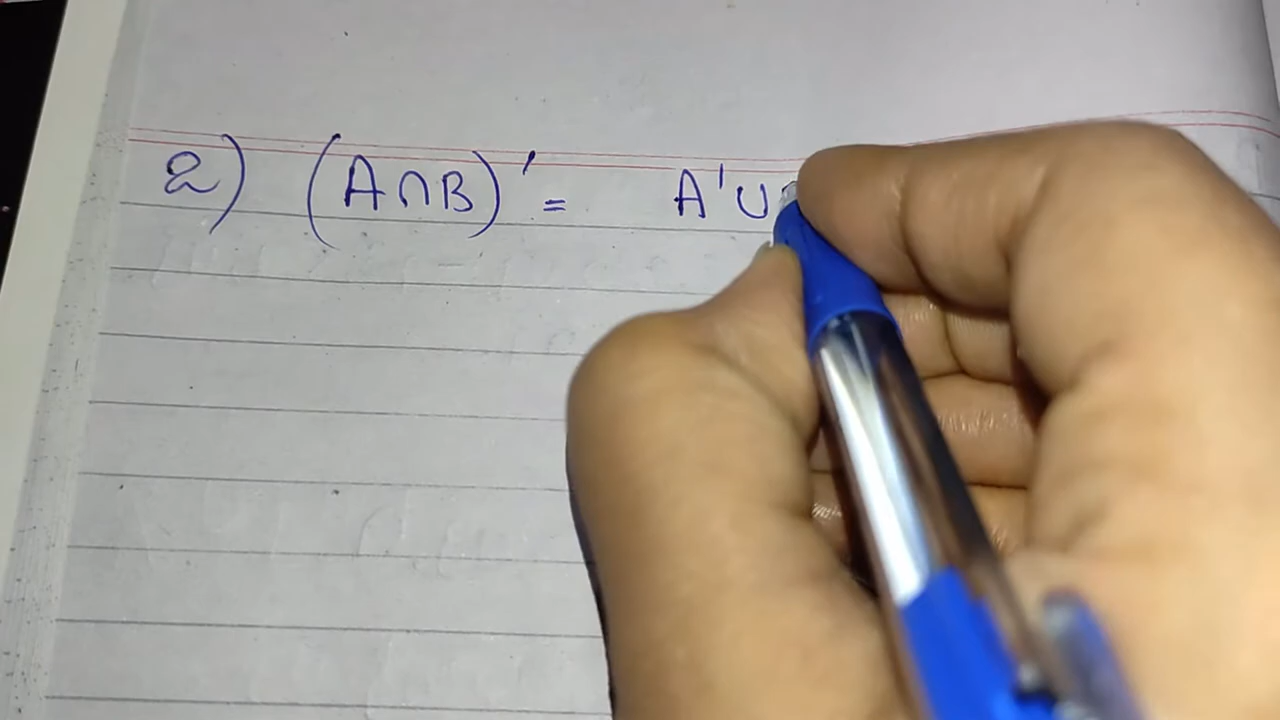 2) (A∩B)' = A'∪